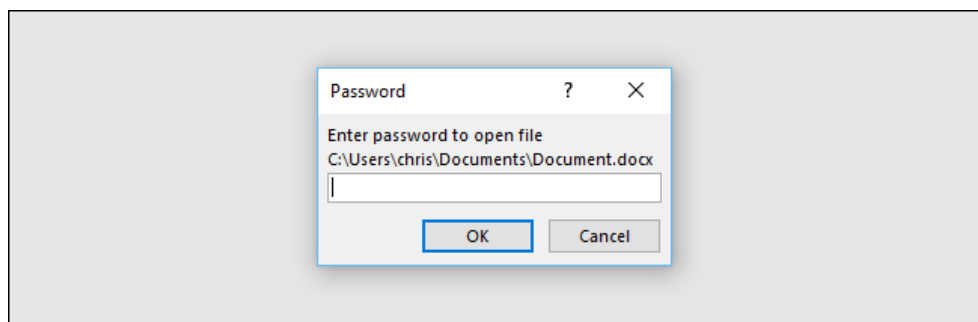 Password ?
Enter password to open file
C:\Users\chris\Documents\Document.docx
OK Cancel